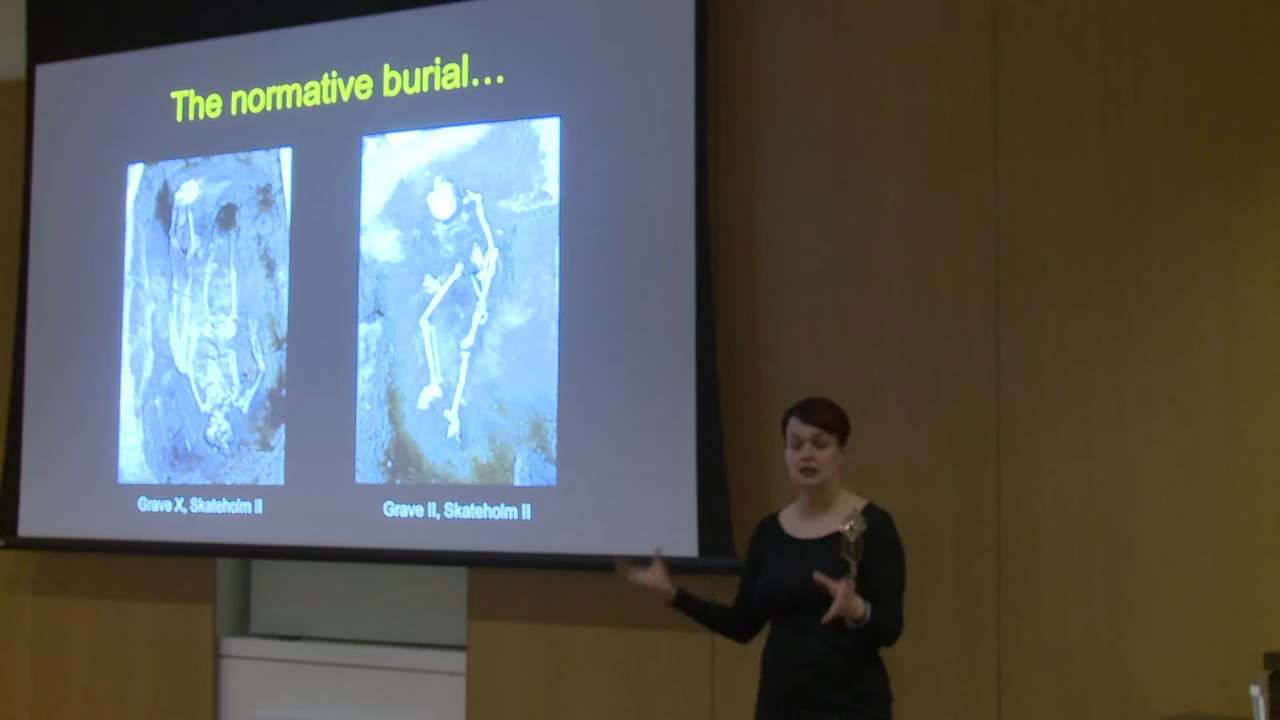 The normative burial...
Grave X, Skateholm II
Grave II, Skateholm II